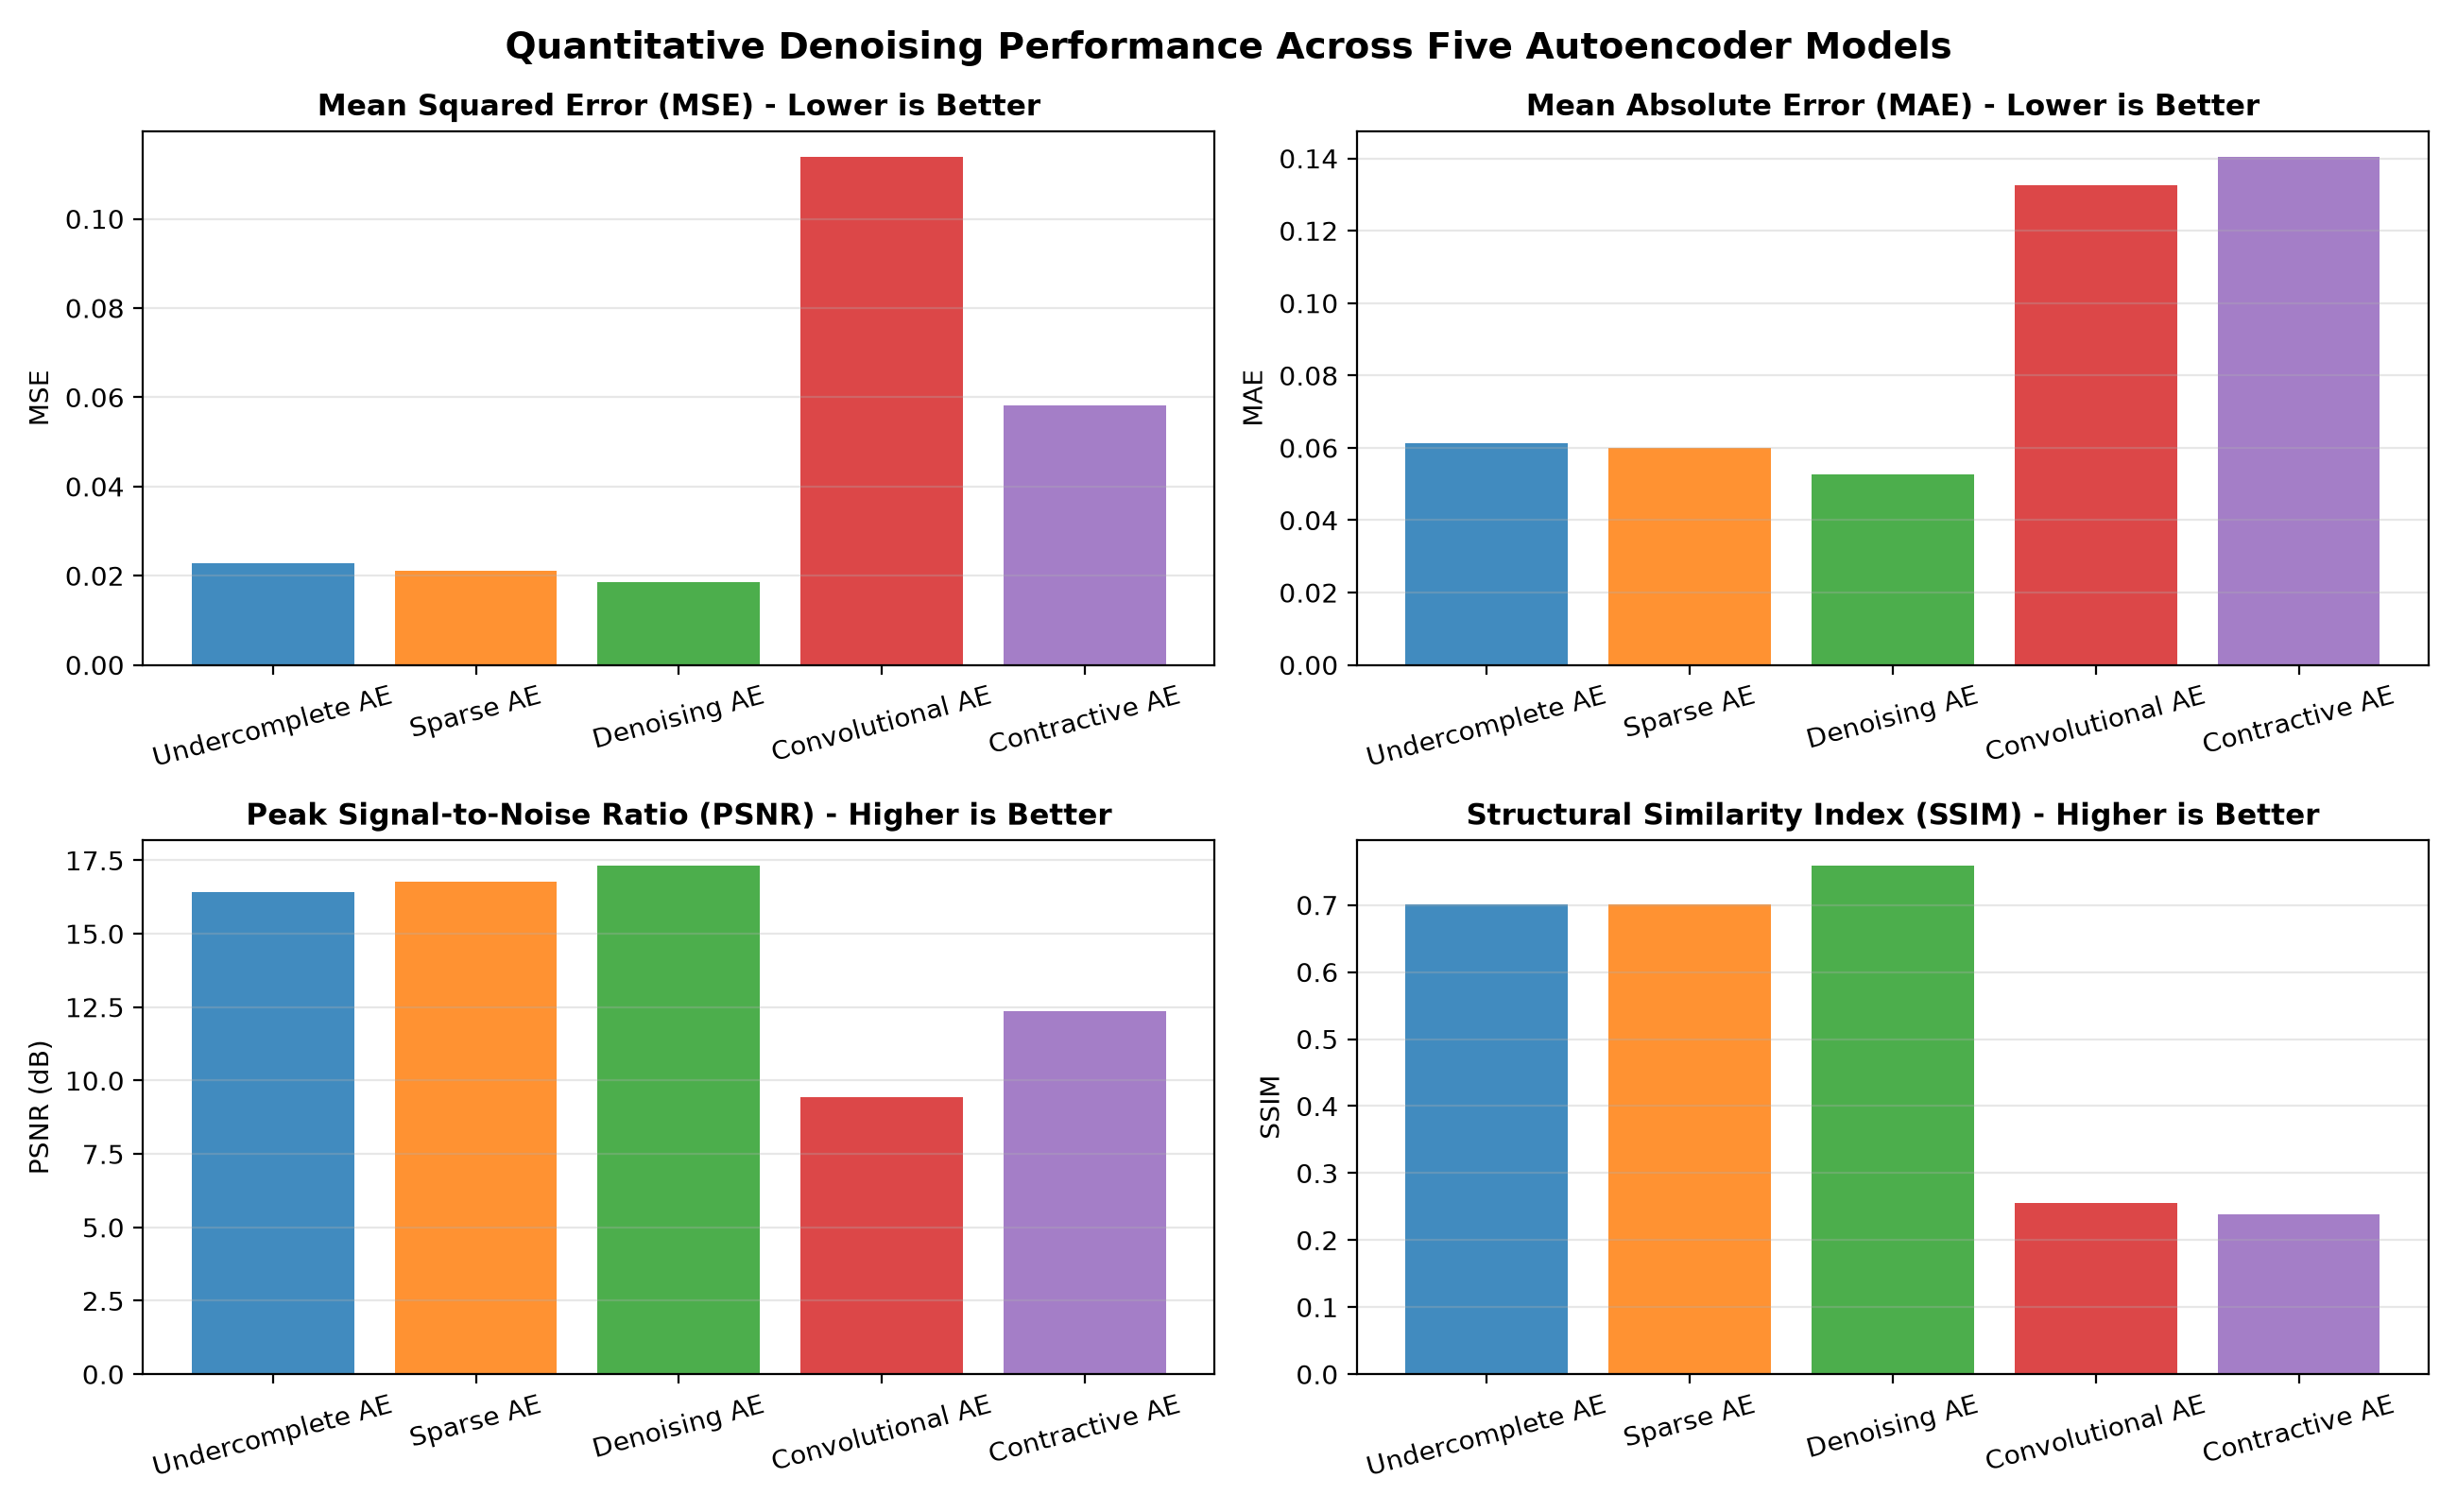 Quantitative Denoising Performance Across Five Autoencoder Models
Mean Squared Error (MSE) - Lower is Better
MSE
0.10
0.08
0.06
0.04
0.02
0.00
Undercomplete AE
Sparse AE
Denoising AE
Convolutional AE
Contractive AE
Mean Absolute Error (MAE) - Lower is Better
MAE
0.14
0.12
0.10
0.08
0.06
0.04
0.02
0.00
Undercomplete AE
Sparse AE
Denoising AE
Convolutional AE
Contractive AE
Peak Signal-to-Noise Ratio (PSNR) - Higher is Better
PSNR (dB)
17.5
15.0
12.5
10.0
7.5
5.0
2.5
0.0
Undercomplete AE
Sparse AE
Denoising AE
Convolutional AE
Contractive AE
Structural Similarity Index (SSIM) - Higher is Better
SSIM
0.7
0.6
0.5
0.4
0.3
0.2
0.1
0.0
Undercomplete AE
Sparse AE
Denoising AE
Convolutional AE
Contractive AE